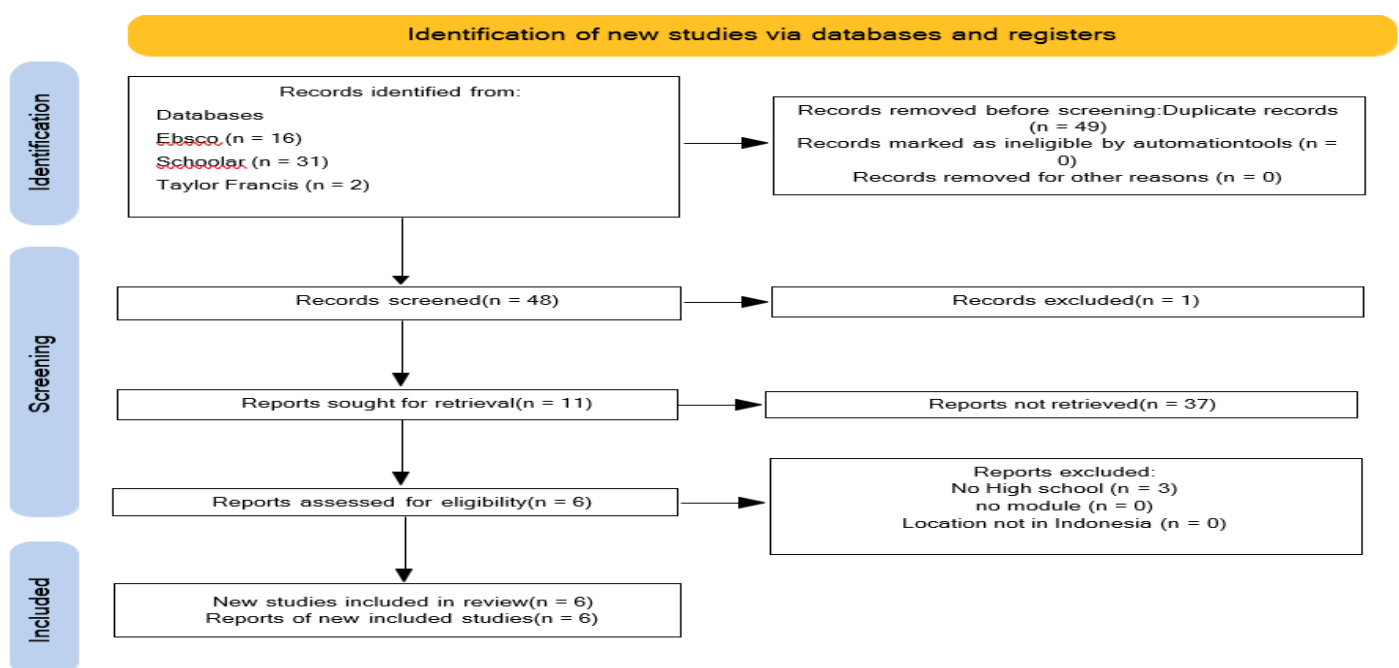 Identification of new studies via databases and registers
Identification
Records identified from:
Databases
Ebsco (n = 16)
Schoolar (n = 31)
Taylor Francis (n = 2)
Records removed before screening:Duplicate records
(n = 49)
Records marked as ineligible by automationtools (n =
0)
Records removed for other reasons (n = 0)
Screening
Records screened(n = 48)
Records excluded(n = 1)
Reports sought for retrieval(n = 11)
Reports not retrieved(n = 37)
Reports assessed for eligibility(n = 6)
Reports excluded:
No High school (n = 3)
no module (n = 0)
Location not in Indonesia (n = 0)
Included
New studies included in review(n = 6)
Reports of new included studies(n = 6)